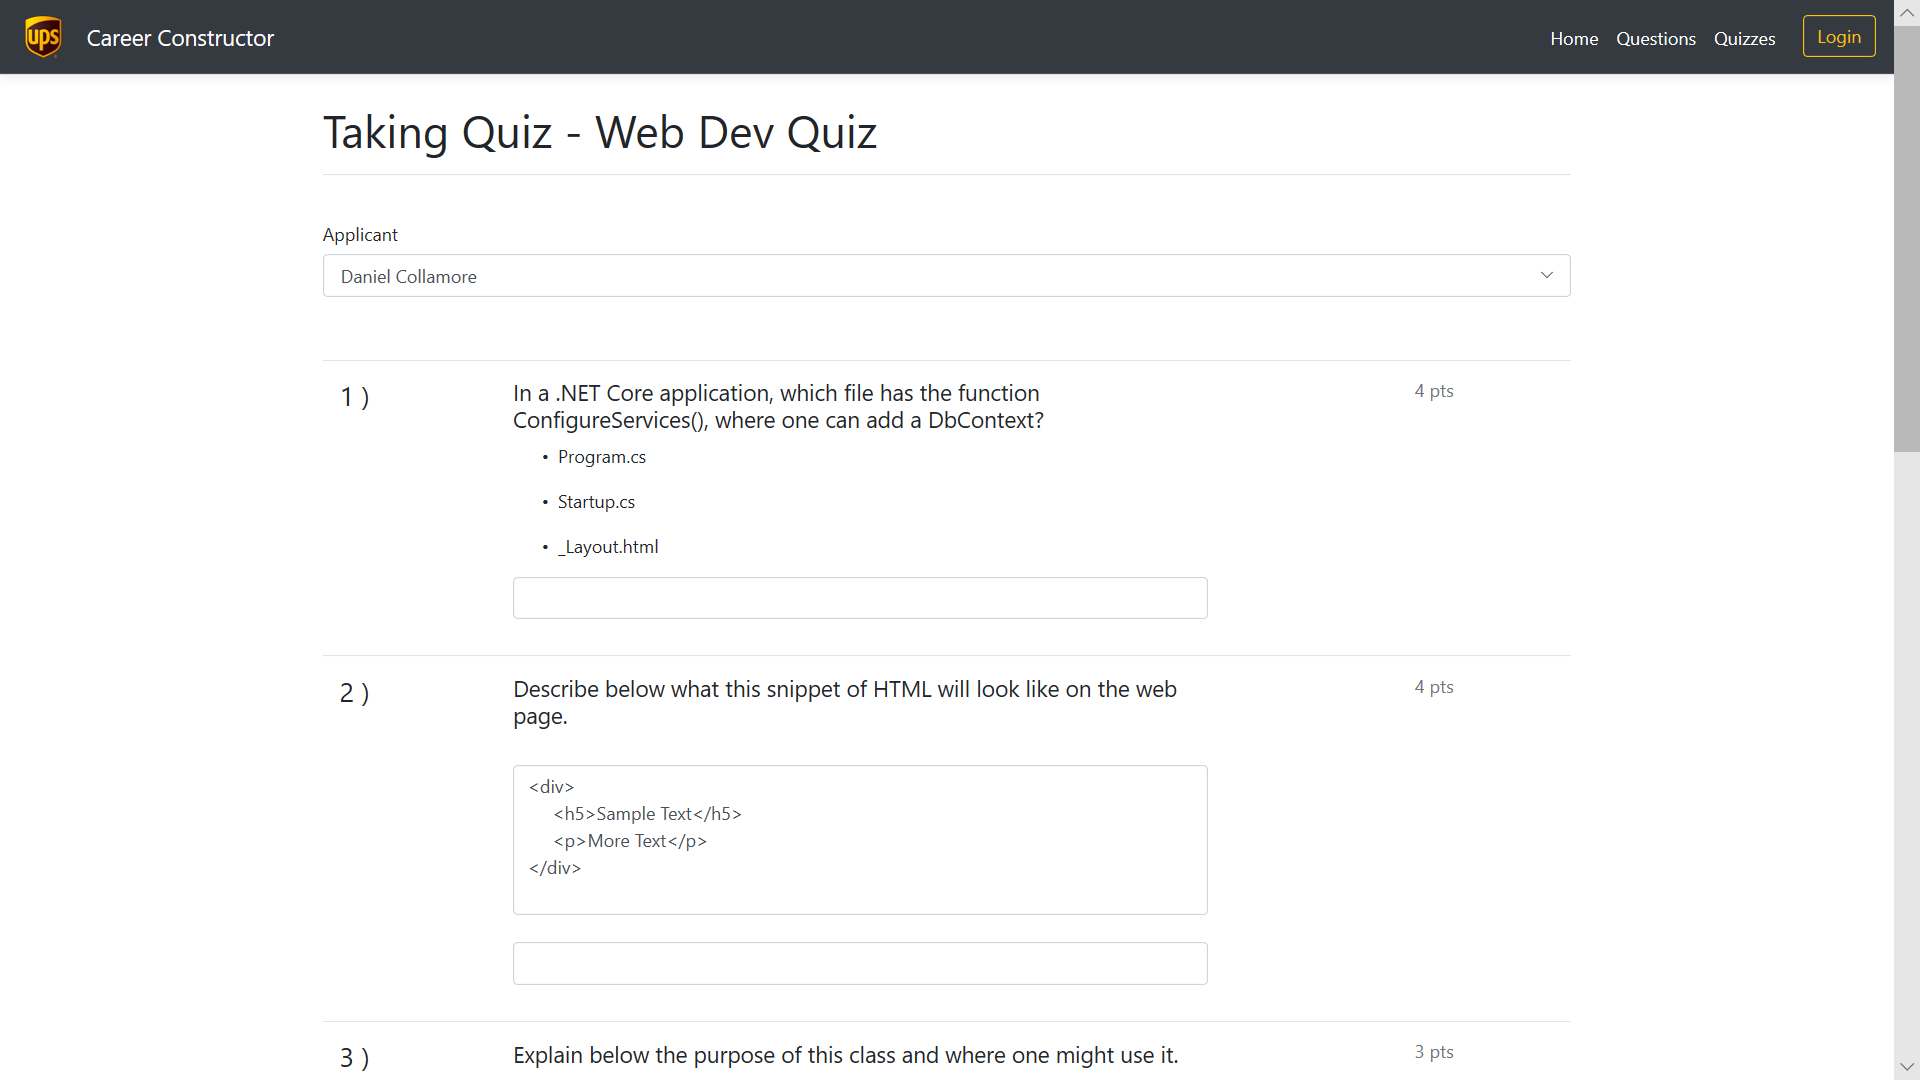 ups
Career Constructor
Home
Questions
Quizzes
Login
Taking Quiz - Web Dev Quiz
Applicant
Daniel Collamore
1 )
In a .NET Core application, which file has the function
ConfigureServices(), where one can add a DbContext?
4 pts
• Program.cs
• Startup.cs
• _Layout.html
2 )
Describe below what this snippet of HTML will look like on the web
page.
4 pts
<div>
<h5>Sample Text</h5>
<p>More Text</p>
</div>
3 )
Explain below the purpose of this class and where one might use it.
3 pts